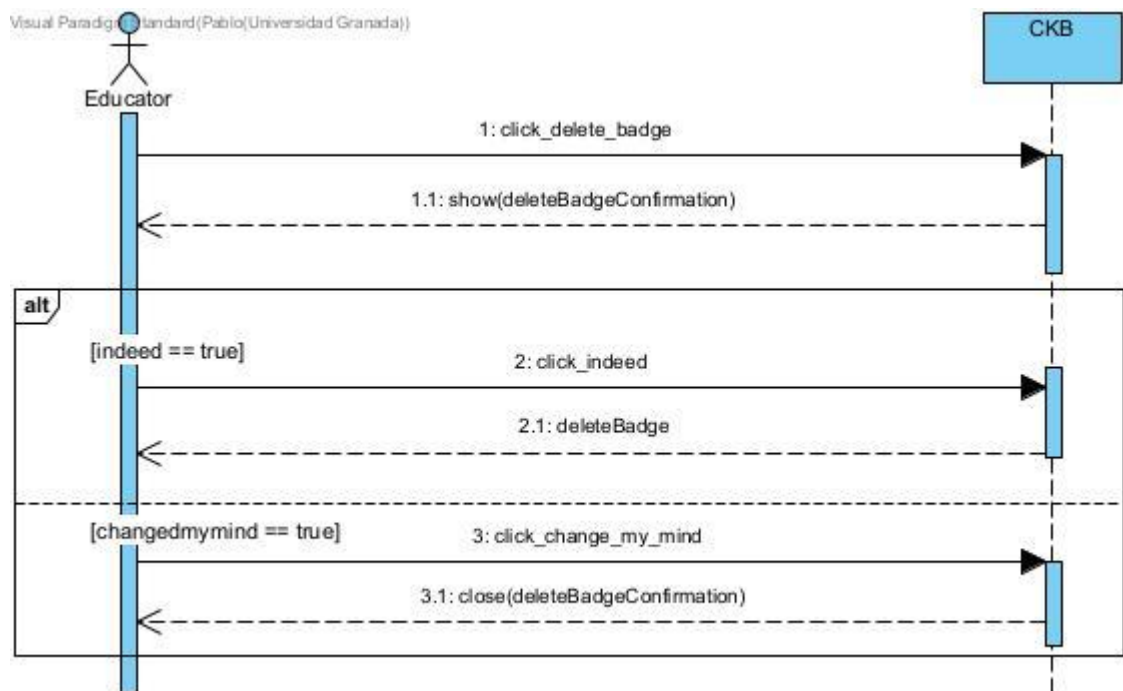 Visual Paradigm Standard(Pablo(Universidad Granada))
CKB
Educator
1: click_delete_badge
1.1: show(deleteBadgeConfirmation)
alt
[indeed == true]
2: click_indeed
2.1: deleteBadge
[changedmymind == true]
3: click_change_my_mind
3.1: close(deleteBadgeConfirmation)